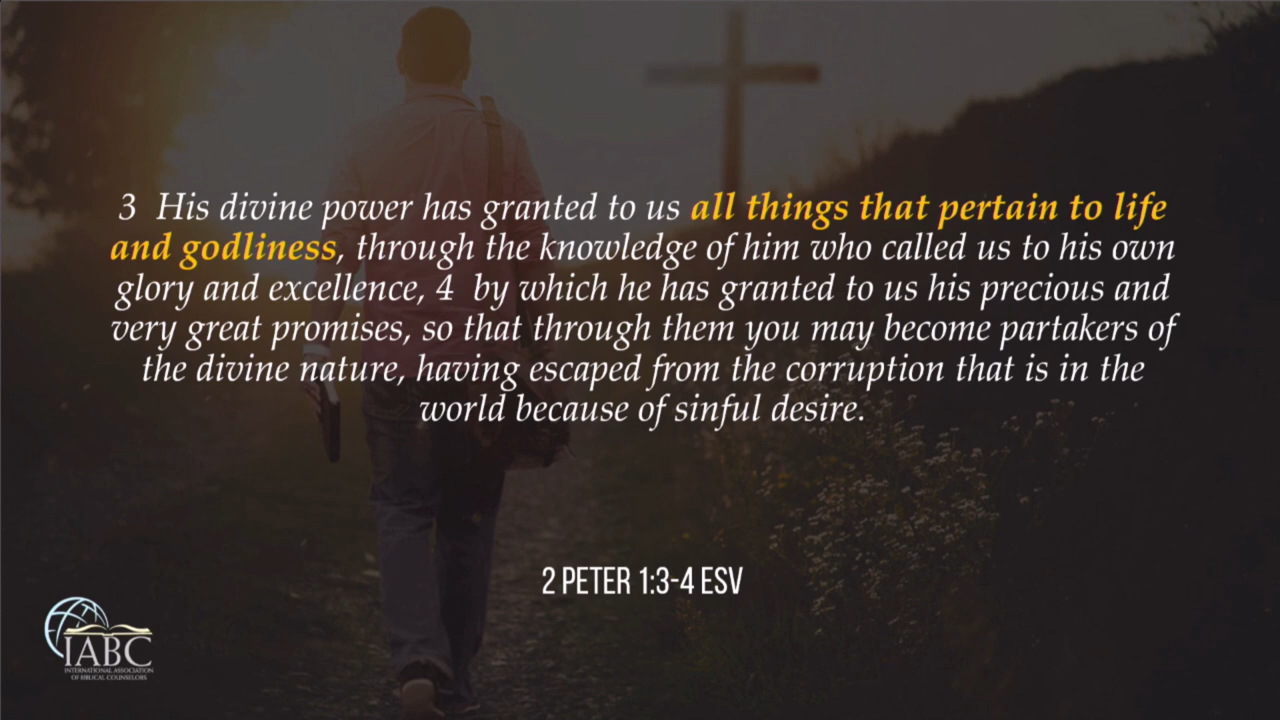 3 His divine power has granted to us all things that pertain to life
and godliness, through the knowledge of him who called us to his own
glory and excellence, 4 by which he has granted to us his precious and
very great promises, so that through them you may become partakers of
the divine nature, having escaped from the corruption that is in the
world because of sinful desire.
2 PETER 1:3-4 ESV
IABC
INTERNATIONAL ASSOCIATION
OF BIBLICAL COUNSELORS